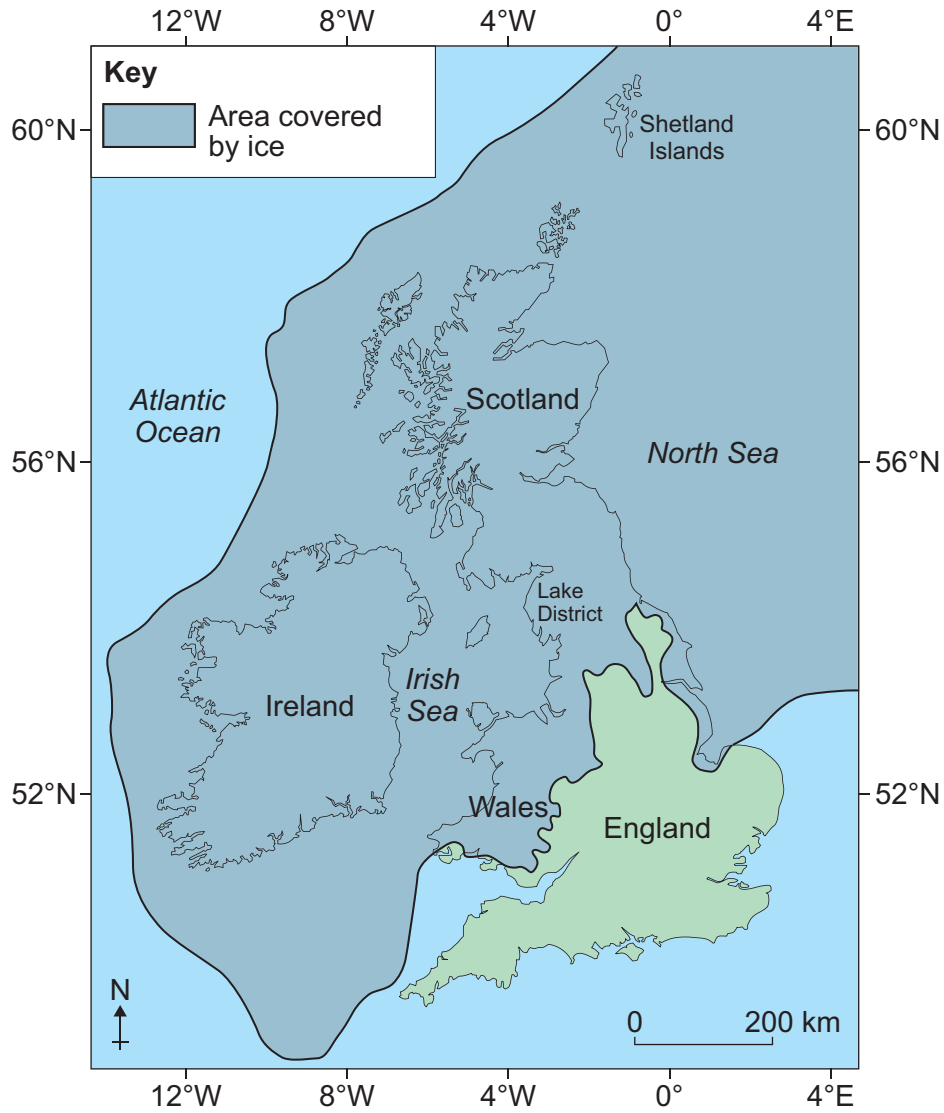 12°W 8°W 4°W 0° 4°E
Key
Area covered
by ice
60°N
60°N
Shetland
Islands
Atlantic
Ocean
Scotland
56°N
North Sea
56°N
Lake
District
Irish
Sea
Ireland
52°N
Wales
52°N
England
N
0 200 km
12°W 8°W 4°W 0° 4°E